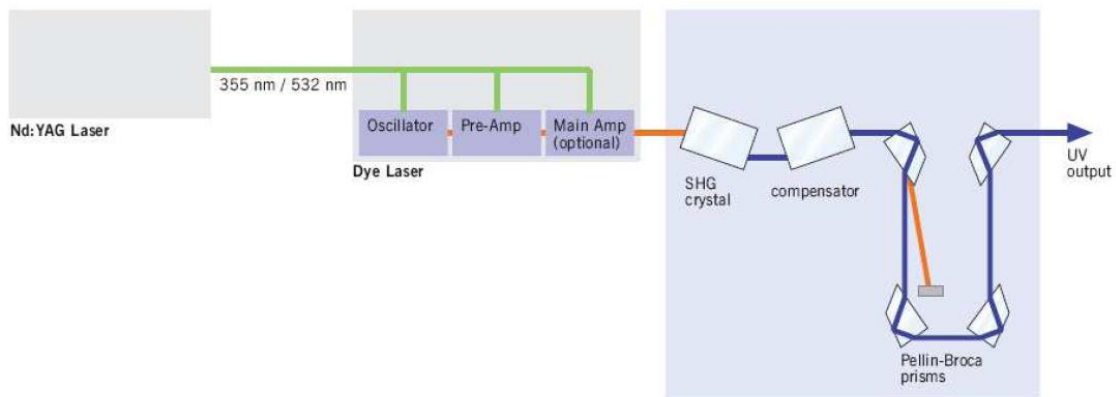 355 nm / 532 nm
Nd:YAG Laser
Oscillator
Pre-Amp
Main Amp
(optional)
Dye Laser
SHG
crystal
compensator
UV
output
Pellin-Broca
prisms